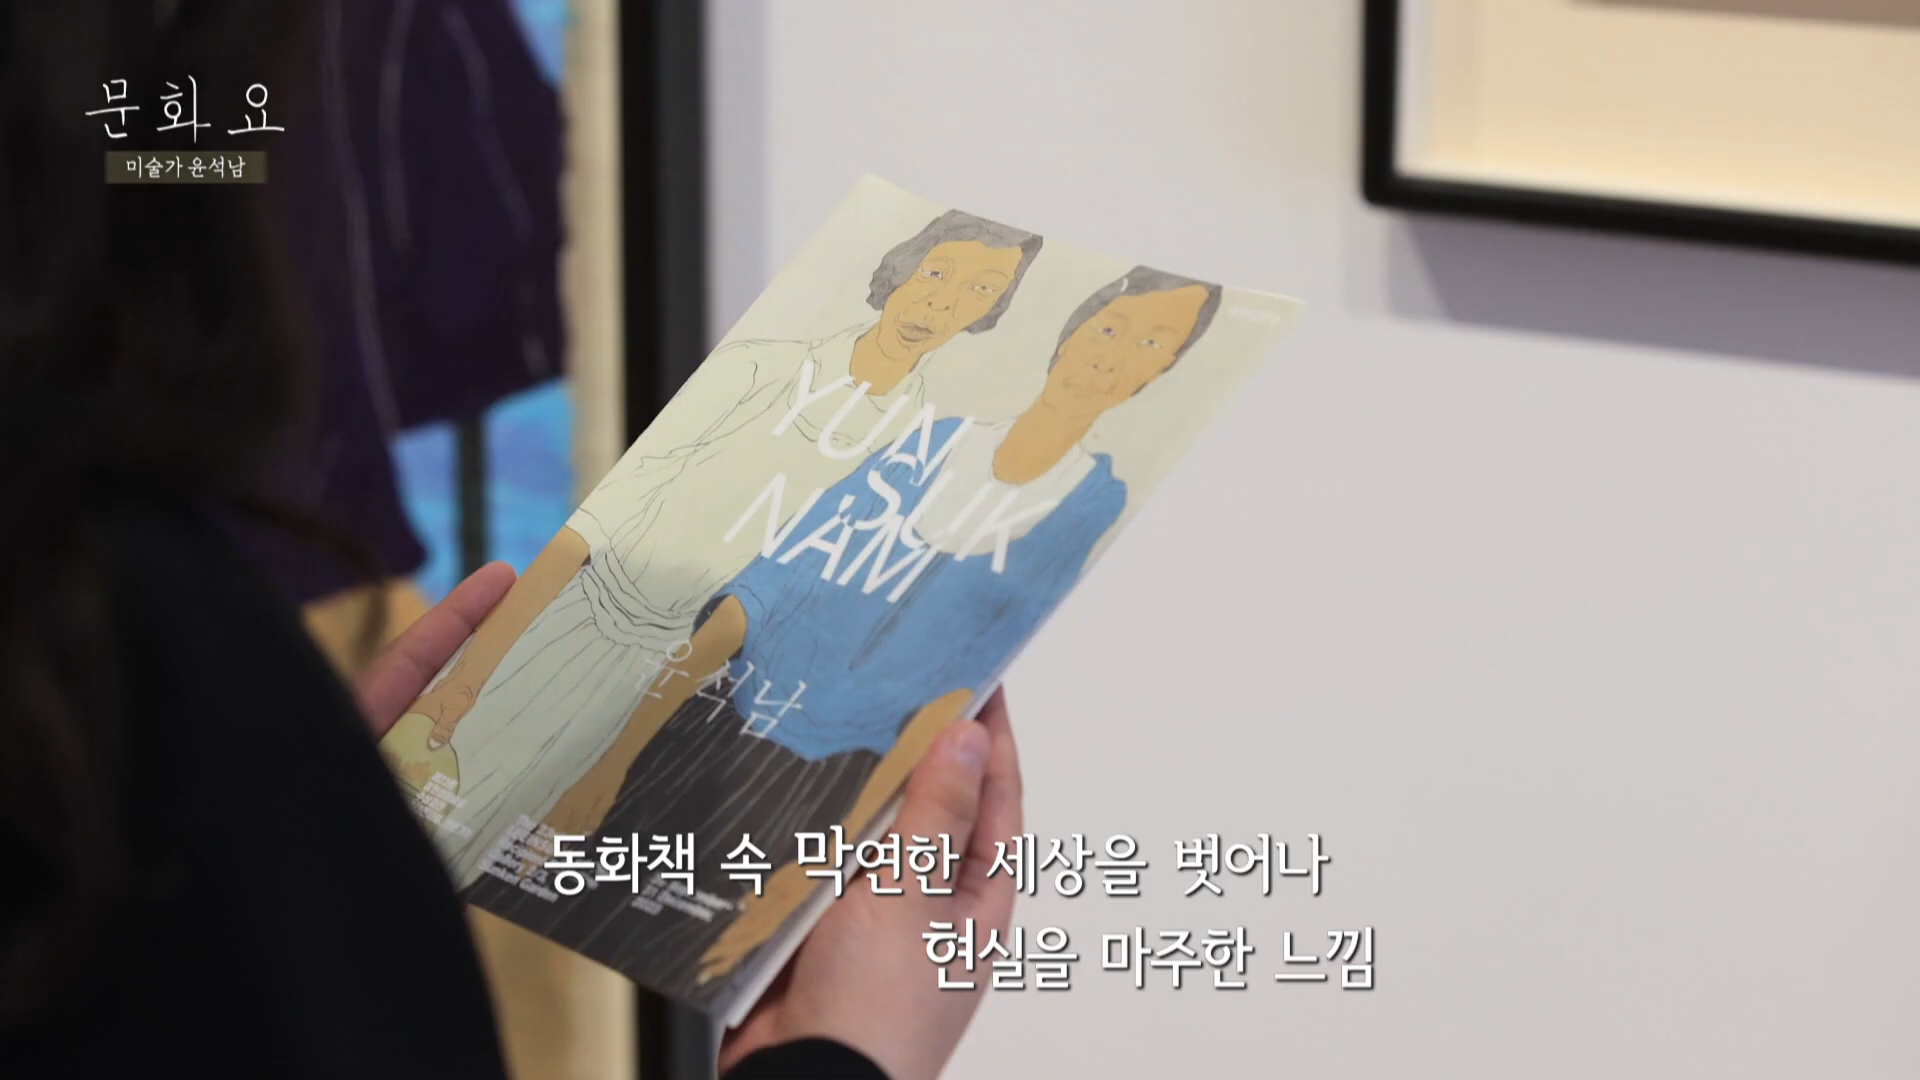 문화요
미술가 윤석남
YUN
SUK
NAM
윤석남
동화책 속 막연한 세상을 벗어나
현실을 마주한 느낌